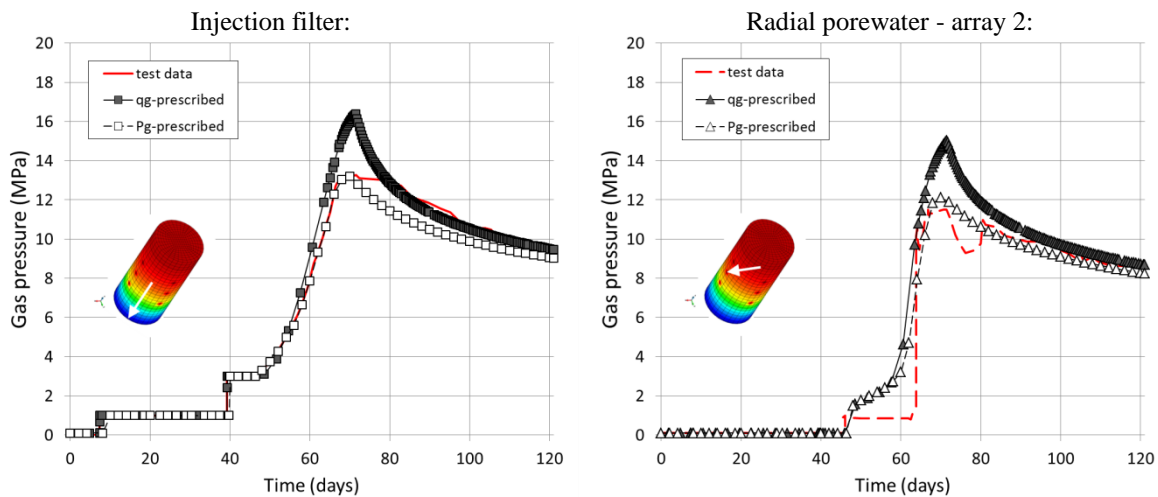 Injection filter:
20
18
16
14
12
10
8
6
4
2
0
Gas pressure (MPa)
test data
qg-prescribed
Pg-prescribed
0 20 40 60 80 100 120
Time (days)
Radial porewater - array 2:
20
18
16
14
12
10
8
6
4
2
0
Gas pressure (MPa)
test data
qg-prescribed
Pg-prescribed
0 20 40 60 80 100 120
Time (days)